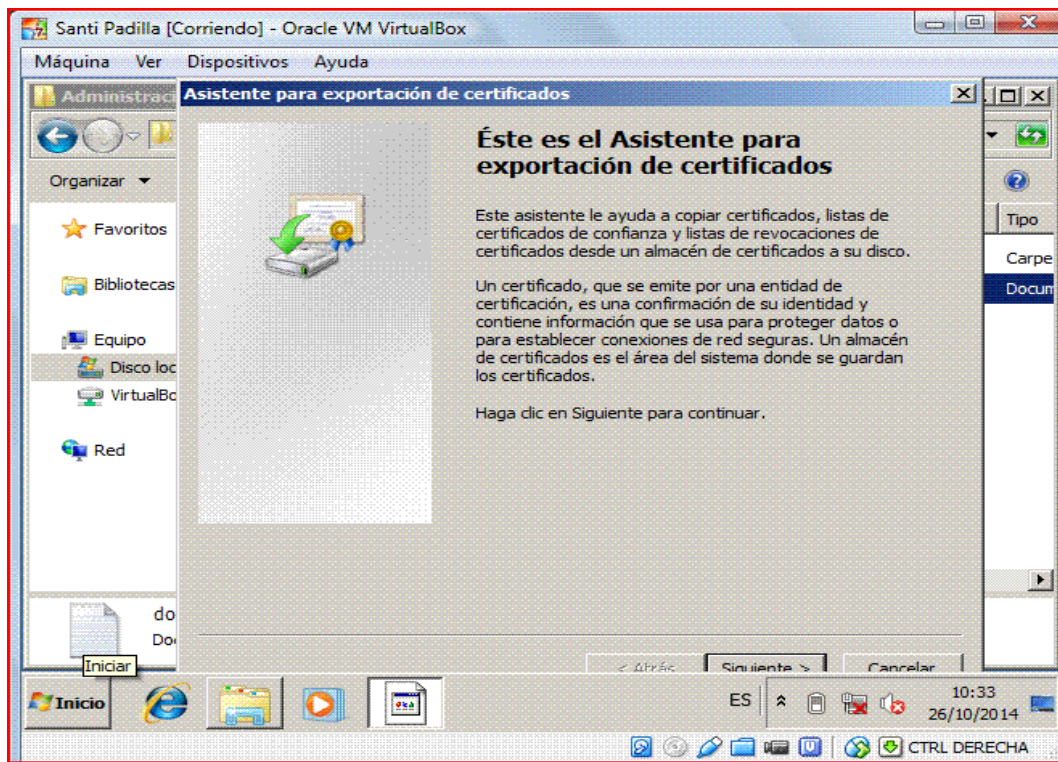 Santi Padilla [Corriendo] - Oracle VM VirtualBox
Máquina Ver Dispositivos Ayuda
Asistente para exportación de certificados
Organizar
Favoritos
Bibliotecas
Equipo
Disco loc
VirtualBo
Red
Éste es el Asistente para
exportación de certificados
Este asistente le ayuda a copiar certificados, listas de
certificados de confianza y listas de revocaciones de
certificados desde un almacén de certificados a su disco.
Un certificado, que se emite por una entidad de
certificación, es una confirmación de su identidad y
contiene información que se usa para proteger datos o
para establecer conexiones de red seguras. Un almacén
de certificados es el área del sistema donde se guardan
los certificados.
Haga clic en Siguiente para continuar.
Tipo
Carpe
Docum
do
Do
< Atrás Siguiente > Cancelar
Iniciar
Inicio
ES
10:33
26/10/2014
CTRL DERECHA